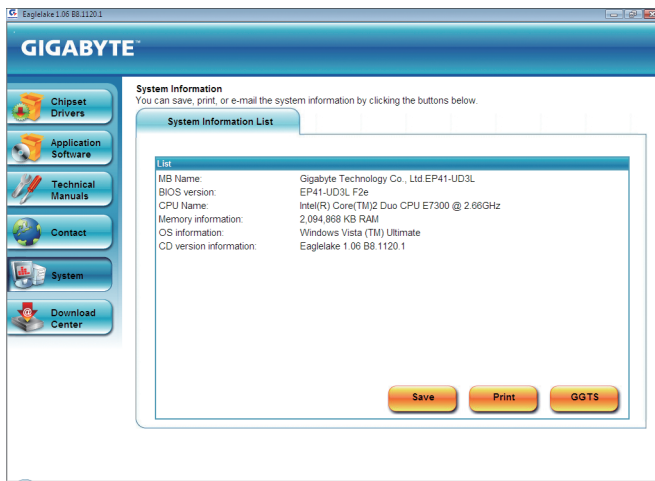 Eaglelake 1.06 B8.1120.1
GIGABYTE™
System Information
You can save, print, or e-mail the system information by clicking the buttons below.
System Information List
Chipset
Drivers
Application
Software
Technical
Manuals
Contact
System
Download
Center
List
MB Name: Gigabyte Technology Co., Ltd.EP41-UD3L
BIOS version: EP41-UD3L F2e
CPU Name: Intel(R) Core(TM)2 Duo CPU E7300 @ 2.66GHz
Memory information: 2,094,868 KB RAM
OS information: Windows Vista (TM) Ultimate
CD version information: Eaglelake 1.06 B8.1120.1
Save Print GGTS